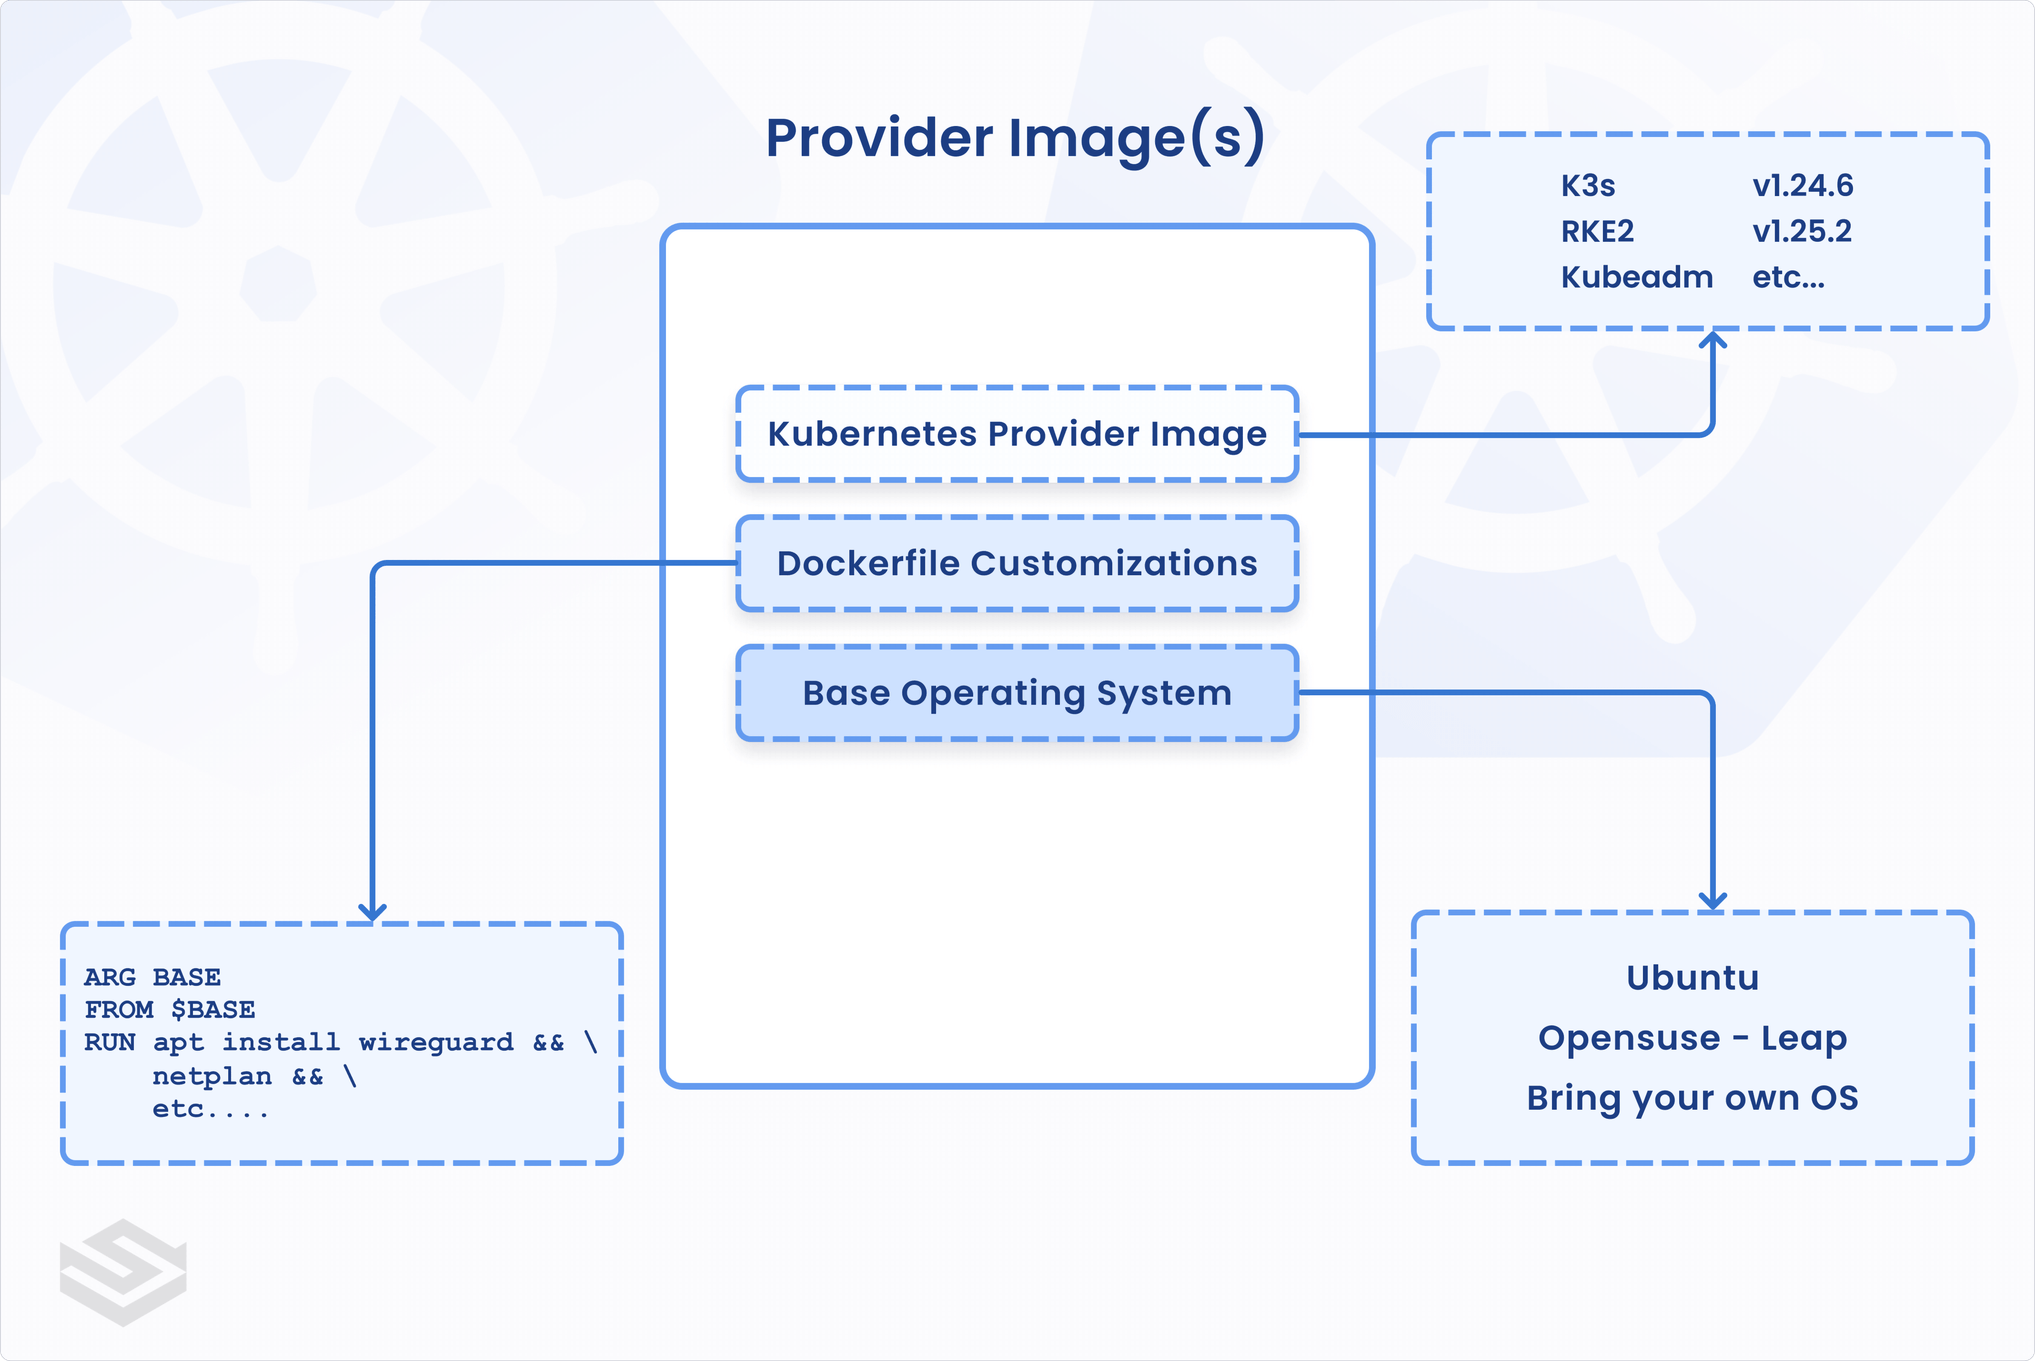 Provider Image(s)
K3s v1.24.6
RKE2 v1.25.2
Kubeadm etc...
Kubernetes Provider Image
Dockerfile Customizations
Base Operating System
ARG BASE
FROM $BASE
RUN apt install wireguard && \
netplan && \
etc....
Ubuntu
Opensuse - Leap
Bring your own OS